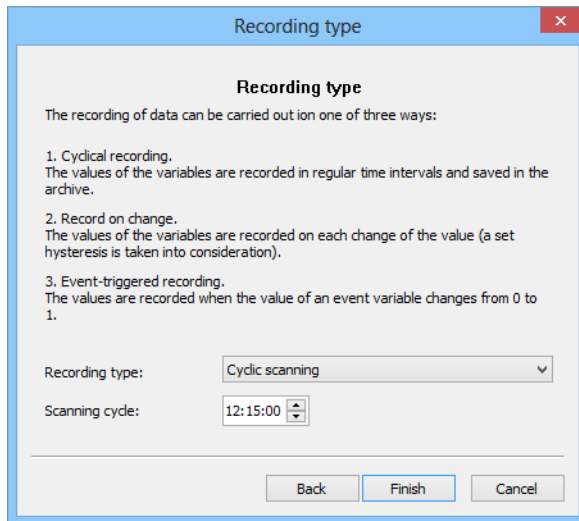 Recording type
Recording type
The recording of data can be carried out ion one of three ways:
1. Cyclical recording.
The values of the variables are recorded in regular time intervals and saved in the
archive.
2. Record on change.
The values of the variables are recorded on each change of the value (a set
hysteresis is taken into consideration).
3. Event-triggered recording.
The values are recorded when the value of an event variable changes from 0 to
1.
Recording type: Cyclic scanning
Scanning cycle: 12:15:00
Back Finish Cancel